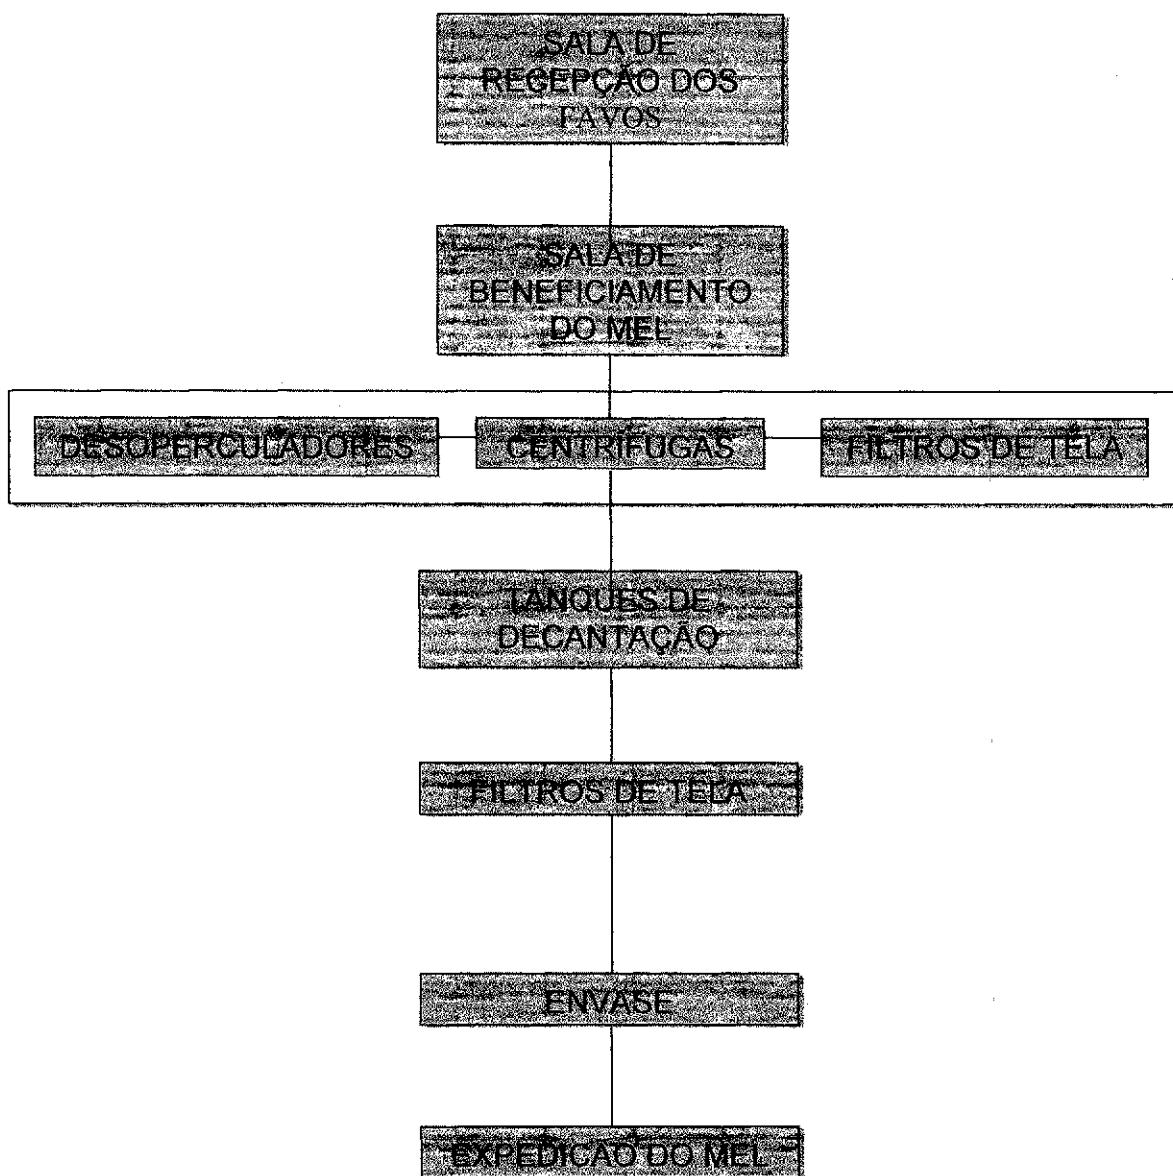 SALA DE
RECEPÇÃO DOS
FAVOS
SALA DE
BENEFICIAMENTO
DO MEL
DESOPERCULADORES
CENTRÍFUGAS
FILTROS DE TELA
TANQUES DE
DECANTAÇÃO
FILTROS DE TELA
ENVASE
EXPEDIÇÃO DO MEL